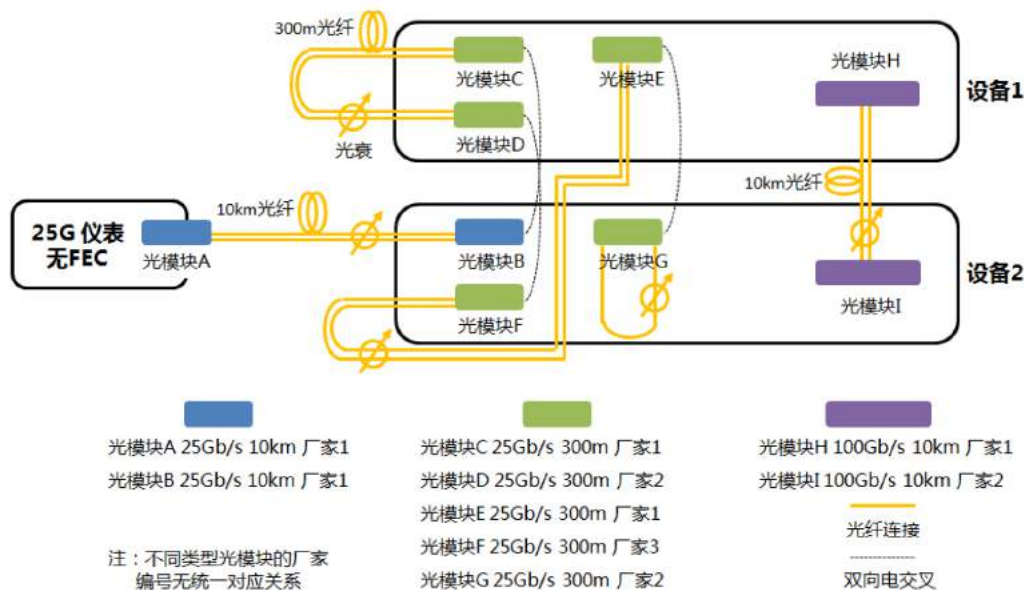 300m光纤
光模块C
光模块E
光模块H
设备1
光模块D
光衰
10km光纤
10km光纤
25G 仪表
无FEC
光模块A
光模块B
光模块G
设备2
光模块F
光模块I
光模块A 25Gb/s 10km 厂家1
光模块B 25Gb/s 10km 厂家1
光模块C 25Gb/s 300m 厂家1
光模块D 25Gb/s 300m 厂家2
光模块E 25Gb/s 300m 厂家1
光模块F 25Gb/s 300m 厂家3
光模块G 25Gb/s 300m 厂家2
光模块H 100Gb/s 10km 厂家1
光模块I 100Gb/s 10km 厂家2
光纤连接
双向电交叉
注：不同类型光模块的厂家
编号无统一对应关系